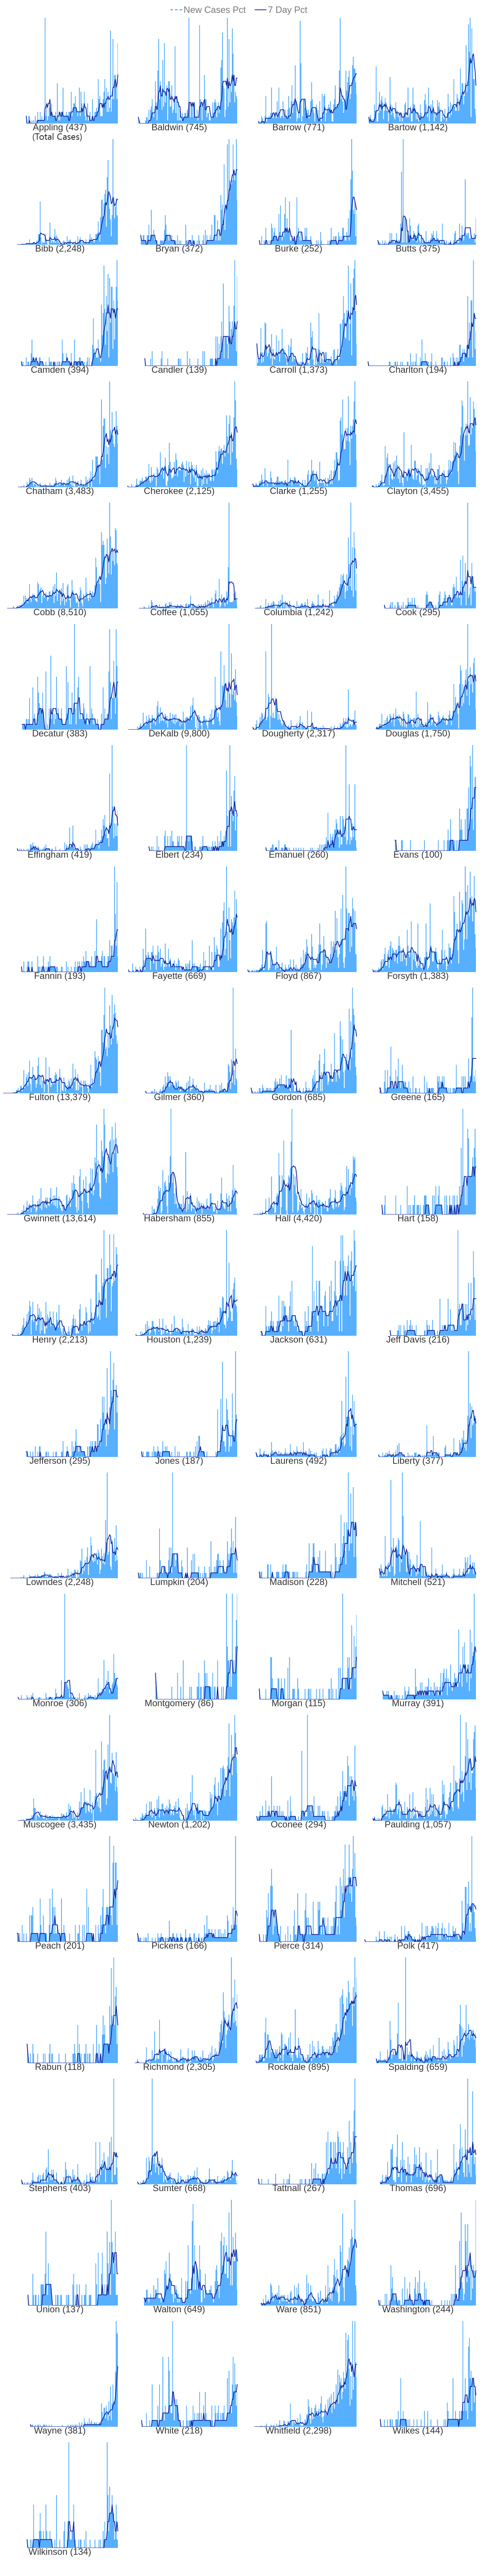 New Cases Pct 7 Day Pct
Appling (437) Baldwin (745) Barrow (771) Bartow (1,142)
(Total Cases)
Bibb (2,248) Bryan (372) Burke (252) Butts (375)
Camden (394) Candler (139) Carroll (1,373) Charlton (194)
Chatham (3,483) Cherokee (2,125) Clarke (1,255) Clayton (3,455)
Cobb (8,510) Coffee (1,055) Columbia (1,242) Cook (295)
Decatur (383) DeKalb (9,800) Dougherty (2,317) Douglas (1,750)
Effingham (419) Elbert (234) Emanuel (260) Evans (100)
Fannin (193) Fayette (669) Floyd (867) Forsyth (1,383)
Fulton (13,379) Gilmer (360) Gordon (685) Greene (165)
Gwinnett (13,614) Habersham (855) Hall (4,420) Hart (158)
Henry (2,213) Houston (1,239) Jackson (631) Jeff Davis (216)
Jefferson (295) Jones (187) Laurens (492) Liberty (377)
Lowndes (2,248) Lumpkin (204) Madison (228) Mitchell (521)
Monroe (306) Montgomery (86) Morgan (115) Murray (391)
Muscogee (3,435) Newton (1,202) Oconee (294) Paulding (1,057)
Peach (201) Pickens (166) Pierce (314) Polk (417)
Rabun (118) Richmond (2,305) Rockdale (895) Spalding (659)
Stephens (403) Sumter (668) Tattnall (267) Thomas (696)
Union (137) Walton (649) Ware (851) Washington (244)
Wayne (381) White (218) Whitfield (2,298) Wilkes (144)
Wilkinson (134)